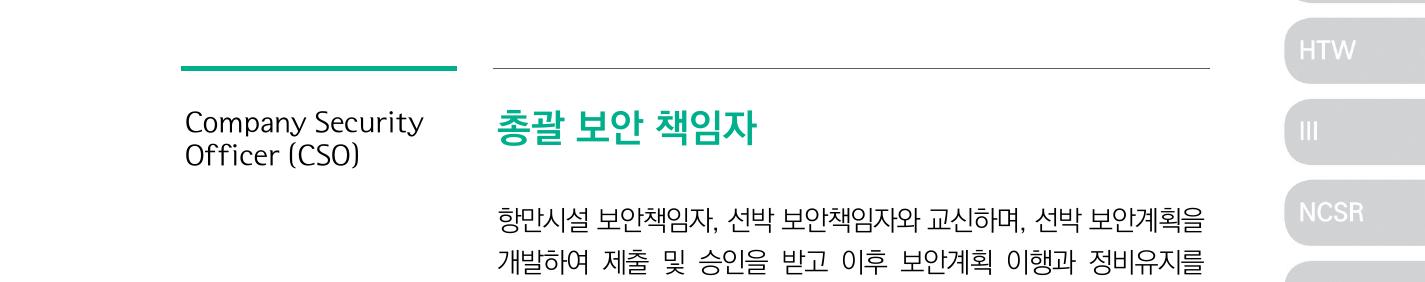 Company Security
Officer (CSO)
총괄 보안 책임자
항만시설 보안책임자, 선박 보안책임자와 교신하며, 선박 보안계획을
개발하여 제출 및 승인을 받고 이후 보안계획 이행과 정비유지를
HTW
III
NCSR